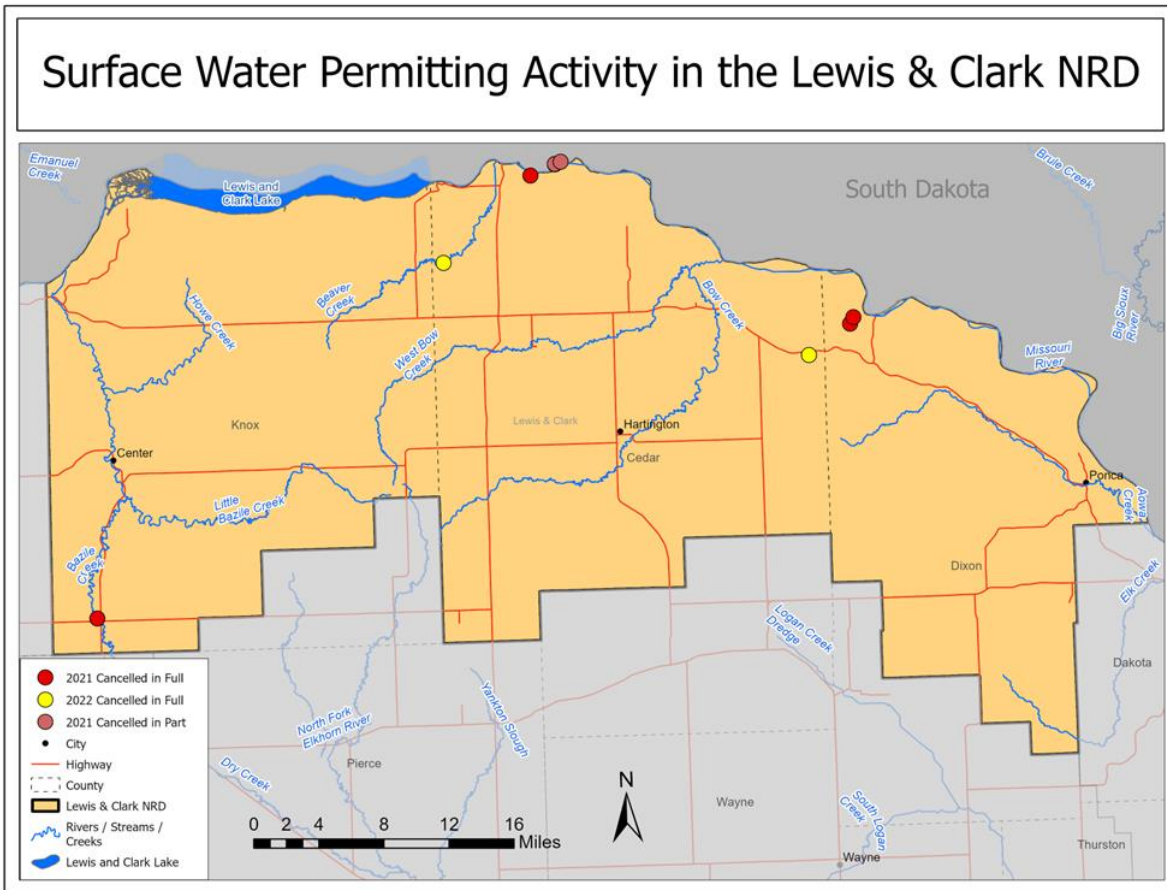 Surface Water Permitting Activity in the Lewis & Clark NRD
Emanuel
Creek
Lewis and
Clark Lake
South Dakota
Brule Creek
Big Sioux
River
Howe Creek
Beaver
Creek
West Bow
Creek
Bow Creek
Missouri
River
Knox
Lewis & Clark
Hartington
Cedar
Center
Little
Bazile Creek
Bazile
Creek
Ponca
Aowa
Creek
Dixon
Elk Creek
Logan Creek
Dredge
Dakota
North Fork
Elkhorn River
Yankton Slough
Dry Creek
Pierce
Wayne
South Logan
Creek
Wayne
Thurston
2021 Cancelled in Full
2022 Cancelled in Full
2021 Cancelled in Part
City
Highway
County
Lewis & Clark NRD
Rivers / Streams /
Creeks
Lewis and Clark Lake
N
0 2 4 8 12 16
Miles